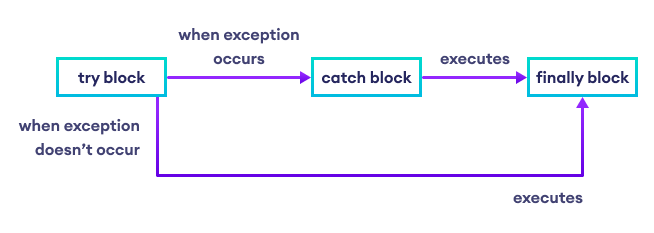 when exception
occurs
executes
try block
catch block
finally block
when exception
doesn't occur
executes